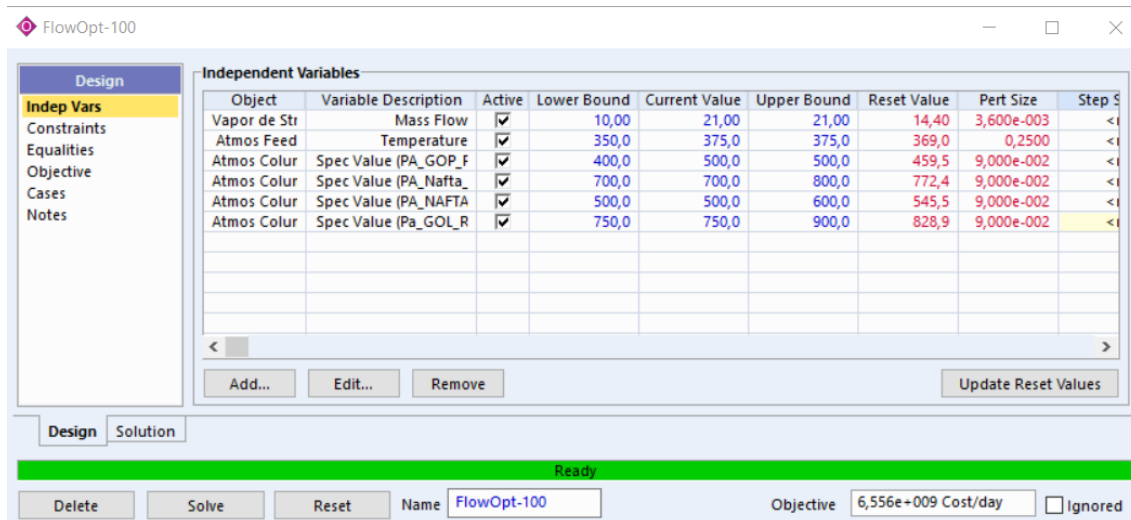 FlowOpt-100
Design
Indep Vars
Constraints
Equalities
Objective
Cases
Notes
Independent Variables
Object Variable Description Active Lower Bound Current Value Upper Bound Reset Value Pert Size Step S
Vapor de Str Mass Flow 10,00 21,00 21,00 14,40 3,600e-003 <r
Atmos Feed Temperature 350,0 375,0 375,0 369,0 0,2500 <r
Atmos Colur Spec Value (PA_GOP_F 400,0 500,0 500,0 459,5 9,000e-002 <r
Atmos Colur Spec Value (PA_Nafta_ 700,0 700,0 800,0 772,4 9,000e-002 <r
Atmos Colur Spec Value (PA_NAFTA 500,0 500,0 600,0 545,5 9,000e-002 <r
Atmos Colur Spec Value (Pa_GOL_R 750,0 750,0 900,0 828,9 9,000e-002 <r
Add... Edit... Remove Update Reset Values
Design Solution
Ready
Delete Solve Reset Name FlowOpt-100 Objective 6,556e+009 Cost/day Ignored